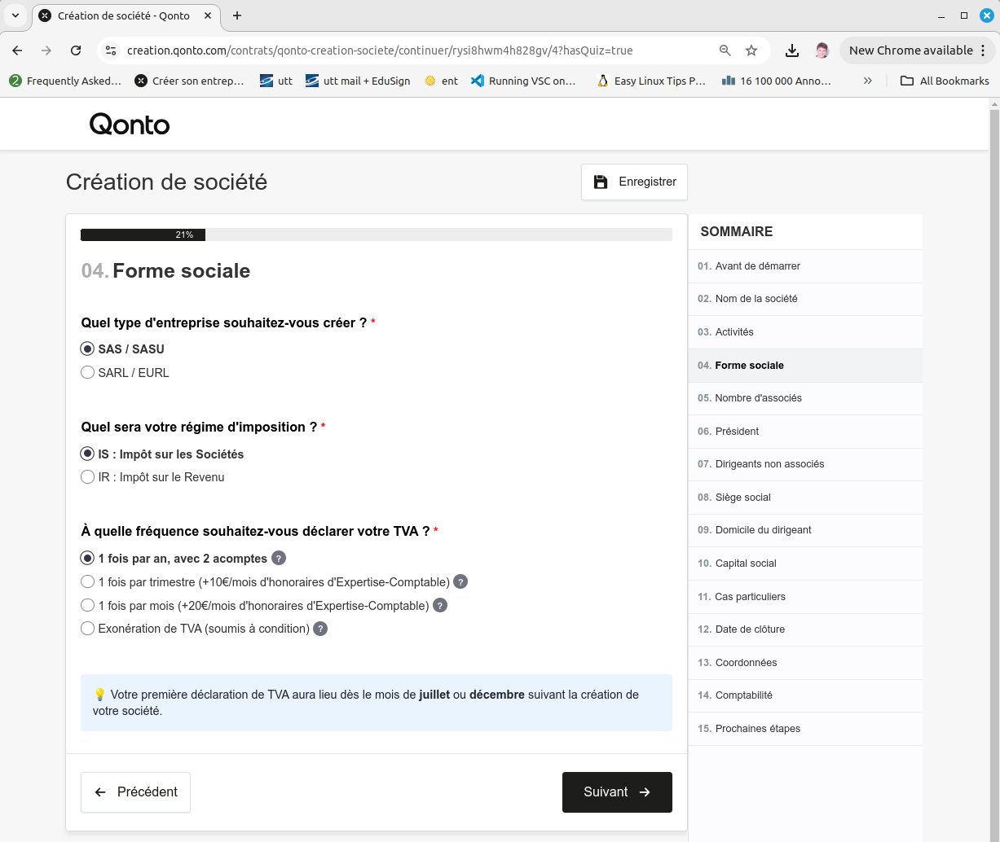 Création de société - Qonto
creation.qonto.com/contrats/qonto-creation-societe/continuer/rysi8hwm4h828gv/4?hasQuiz=true
New Chrome available
2 Frequently Asked…
Créer son entrep…
utt
utt mail + EduSign
ent
Running VSC on…
Easy Linux Tips P…
16 100 000 Anno…
All Bookmarks
Qonto
Création de société
Enregistrer
21%
04. Forme sociale
Quel type d'entreprise souhaitez-vous créer ? *
SAS / SASU
SARL / EURL
Quel sera votre régime d'imposition ? *
IS : Impôt sur les Sociétés
IR : Impôt sur le Revenu
À quelle fréquence souhaitez-vous déclarer votre TVA ? *
1 fois par an, avec 2 acomptes ?
1 fois par trimestre (+10€/mois d'honoraires d'Expertise-Comptable) ?
1 fois par mois (+20€/mois d'honoraires d'Expertise-Comptable) ?
Exonération de TVA (soumis à condition) ?
💡 Votre première déclaration de TVA aura lieu dès le mois de juillet ou décembre suivant la création de
votre société.
Précédent
Suivant
SOMMAIRE
01. Avant de démarrer
02. Nom de la société
03. Activités
04. Forme sociale
05. Nombre d'associés
06. Président
07. Dirigeants non associés
08. Siège social
09. Domicile du dirigeant
10. Capital social
11. Cas particuliers
12. Date de clôture
13. Coordonnées
14. Comptabilité
15. Prochaines étapes